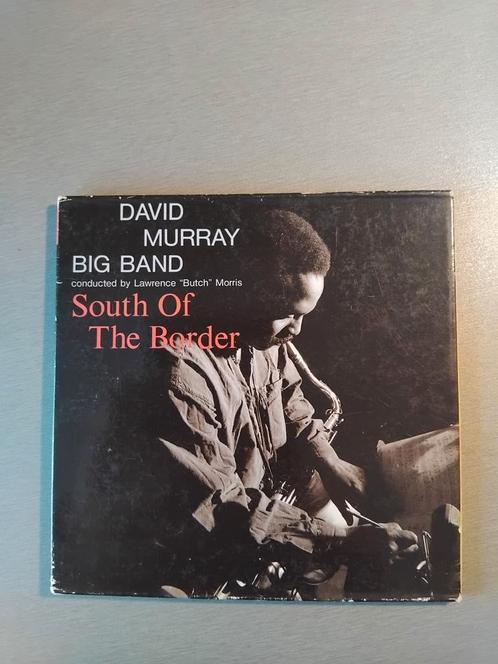 DAVID
MURRAY
BIG BAND
conducted by Lawrence "Butch" Morris
South Of
The Border